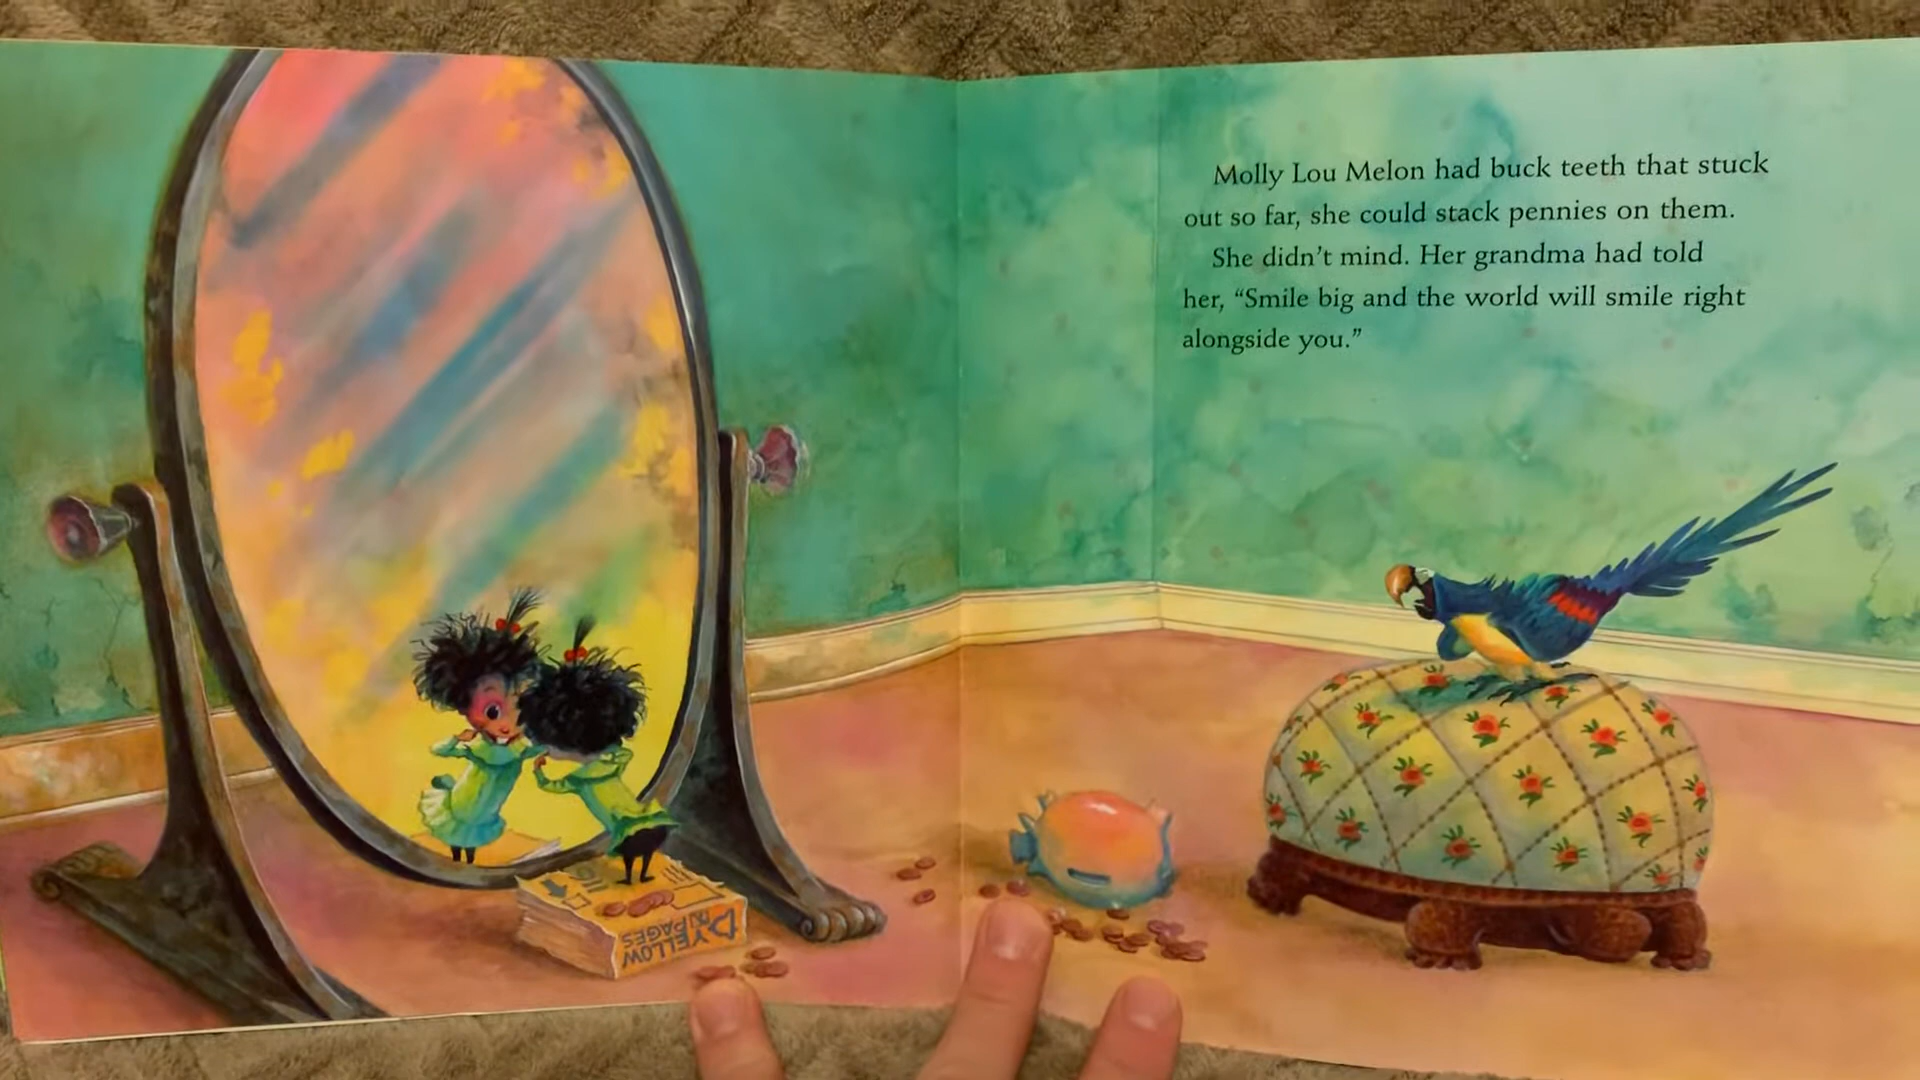 Molly Lou Melon had buck teeth that stuck
out so far, she could stack pennies on them.
She didn't mind. Her grandma had told
her, “Smile big and the world will smile right
alongside you.”
YELLOW
PAGES